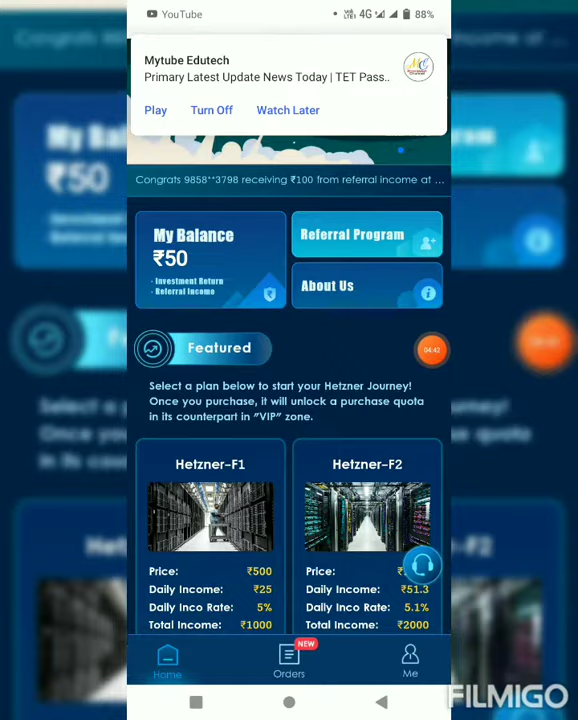 YouTube
4G 88%
Mytube Edutech
Primary Latest Update News Today | TET Pass..
Play Turn Off Watch Later
Congrats 9858**3798 receiving ₹100 from referral income at ...
My Balance
₹50
· Investment Return
· Referral Income
Referral Program
About Us
Featured
04:42
Select a plan below to start your Hetzner Journey!
Once you purchase, it will unlock a purchase quota
in its counterpart in "VIP" zone.
Hetzner-F1
Price: ₹500
Daily Income: ₹25
Daily Inco Rate: 5%
Total Income: ₹1000
Hetzner-F2
Price:
Daily Income: ₹51.3
Daily Inco Rate: 5.1%
Total Income: ₹2000
Home
NEW
Orders
Me
FILMIGO